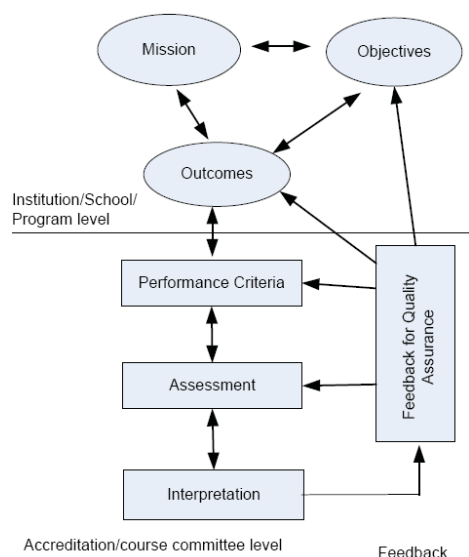 Mission
Objectives
Outcomes
Institution/School/
Program level
Performance Criteria
Feedback for Quality
Assurance
Assessment
Interpretation
Accreditation/course committee level
Feedback